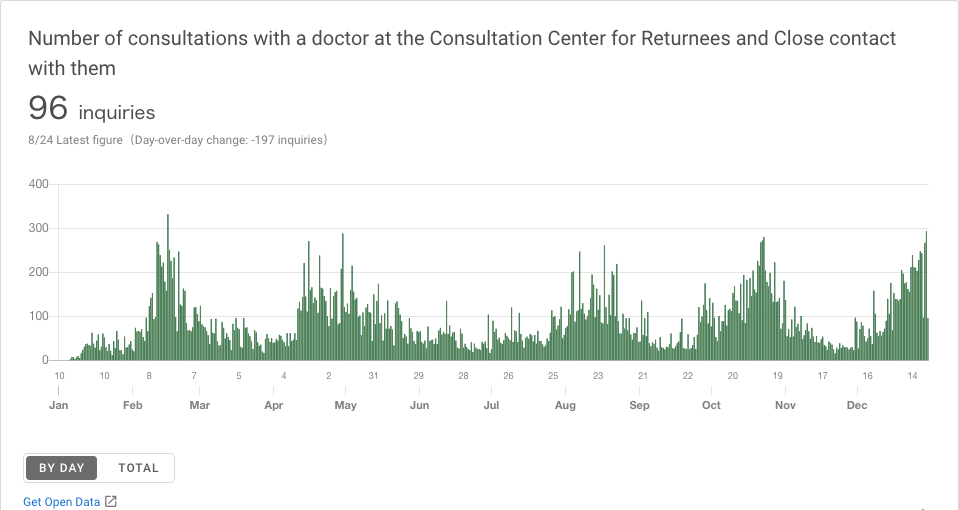 Number of consultations with a doctor at the Consultation Center for Returnees and Close contact
with them
96 inquiries
8/24 Latest figure（Day-over-day change: -197 inquiries）
400
300
200
100
0
10 10 8 7 5 4 2 31 29 28 26 25 23 21 22 20 19 17 16 14
Jan Feb Mar Apr May Jun Jul Aug Sep Oct Nov Dec
BY DAY TOTAL
Get Open Data